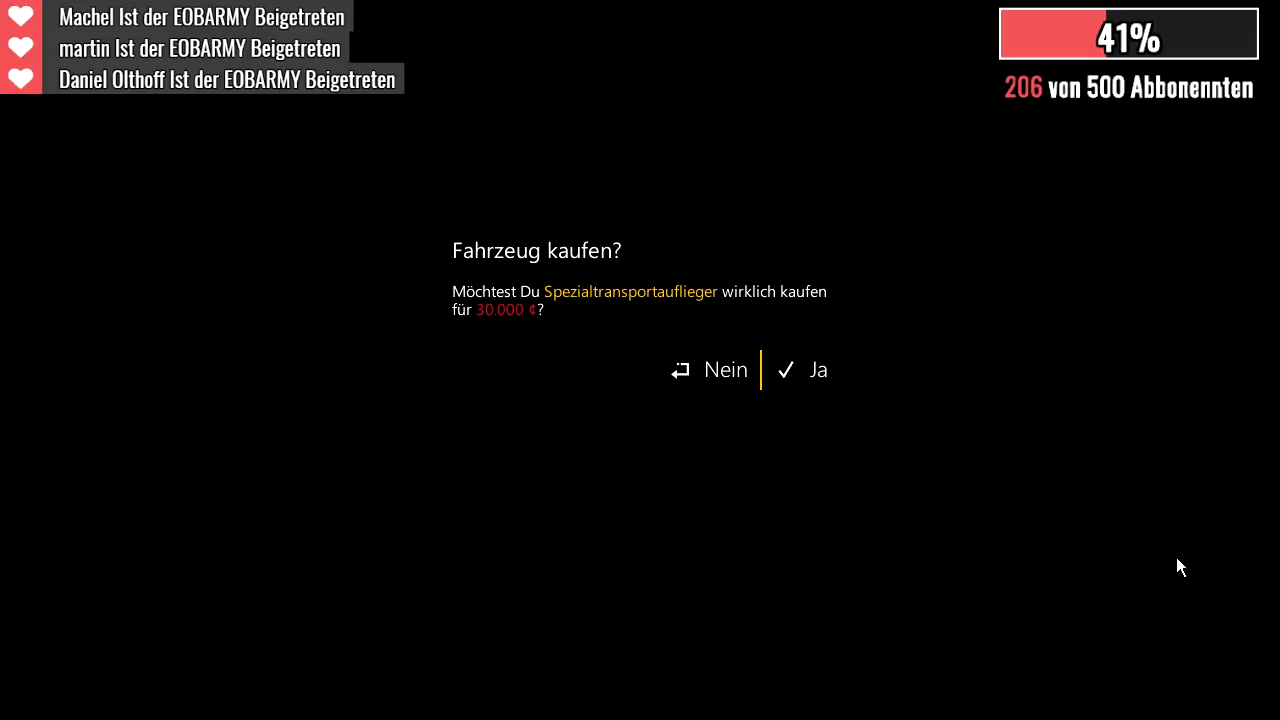 Machel Ist der EOBARMY Beigetreten
martin Ist der EOBARMY Beigetreten
Daniel Olthoff Ist der EOBARMY Beigetreten
41%
206 von 500 Abbonennten
Fahrzeug kaufen?
Möchtest Du Spezialtransportauflieger wirklich kaufen
für 30.000 ¢?
Nein Ja